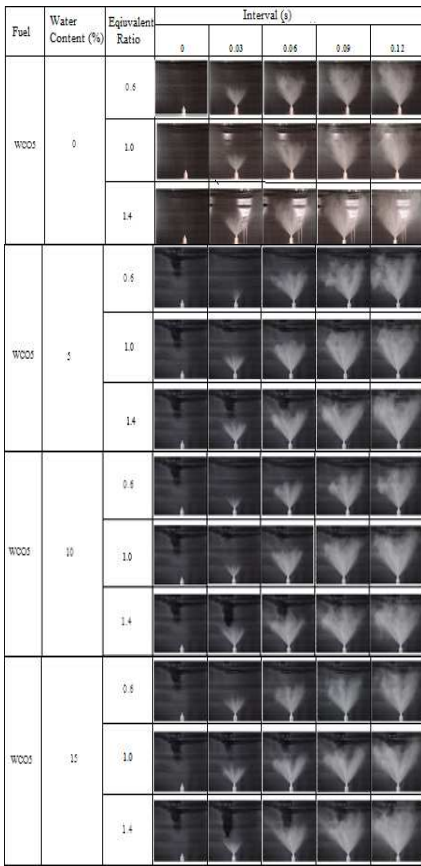 Fuel
Water
Content (%)
Eqiuvalent
Ratio
Interval (s)
0
0.03
0.06
0.09
0.12
WCO5
0
0.6
1.0
1.4
WCO5
5
0.6
1.0
1.4
WCO5
10
0.6
1.0
1.4
WCO5
15
0.6
1.0
1.4